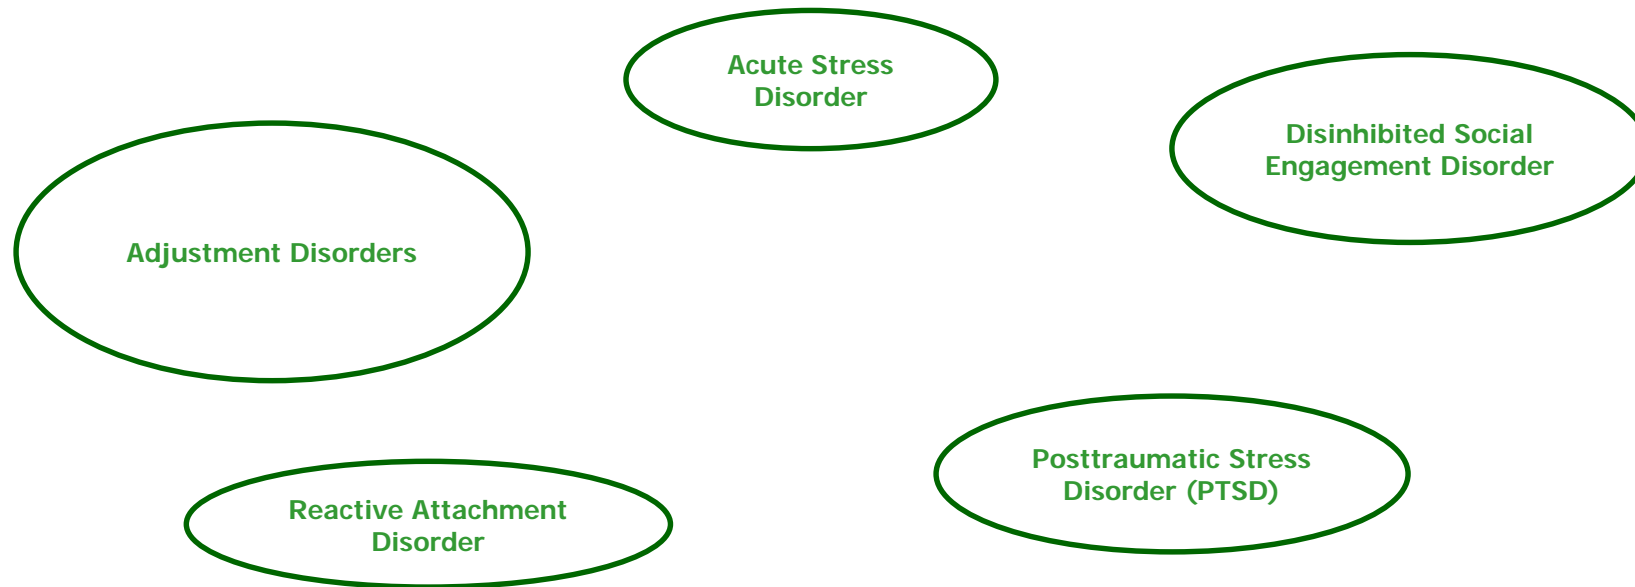 Acute Stress
Disorder
Disinhibited Social
Engagement Disorder
Adjustment Disorders
Posttraumatic Stress
Disorder (PTSD)
Reactive Attachment
Disorder